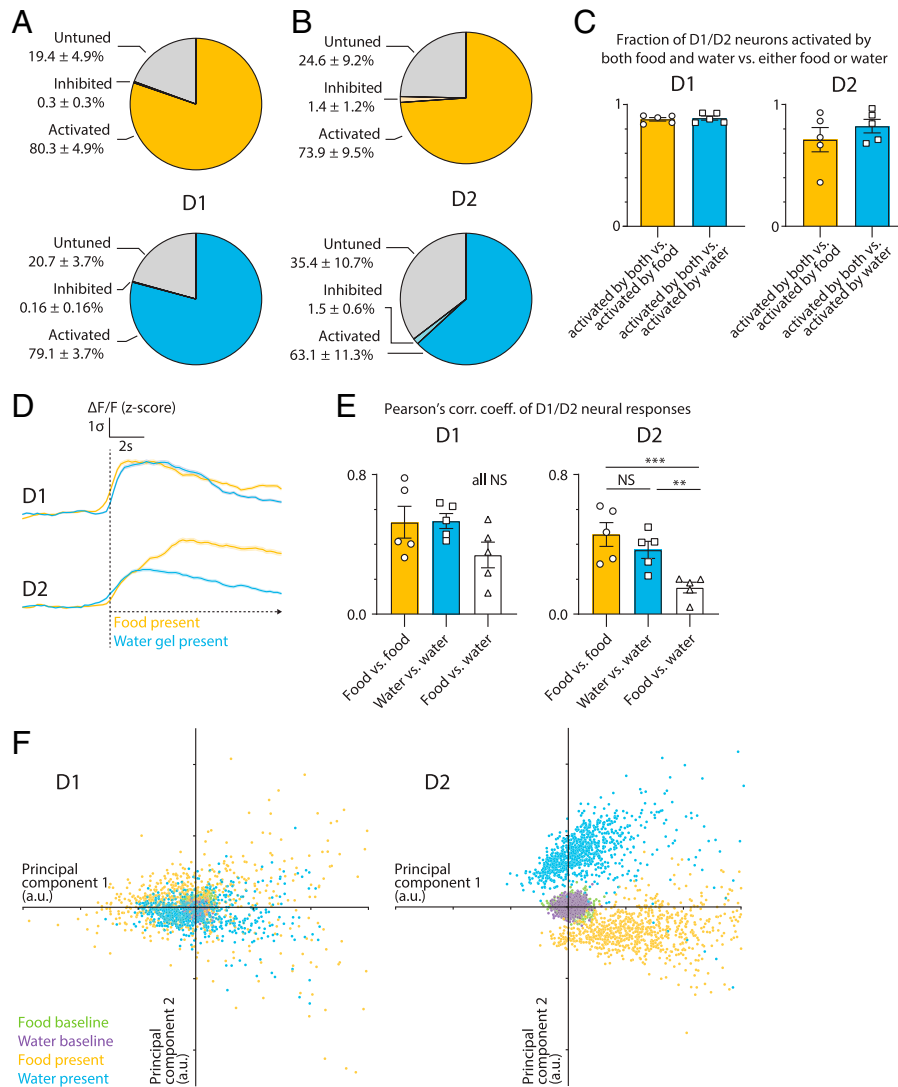 A
Untuned
19.4 ± 4.9%
Inhibited
0.3 ± 0.3%
Activated
80.3 ± 4.9%
D1
Untuned
20.7 ± 3.7%
Inhibited
0.16 ± 0.16%
Activated
79.1 ± 3.7%
B
Untuned
24.6 ± 9.2%
Inhibited
1.4 ± 1.2%
Activated
73.9 ± 9.5%
D2
Untuned
35.4 ± 10.7%
Inhibited
1.5 ± 0.6%
Activated
63.1 ± 11.3%
C
Fraction of D1/D2 neurons activated by
both food and water vs. either food or water
D1
1
0
activated by both vs.
activated by food
activated by both vs.
activated by water
D2
1
0
activated by both vs.
activated by food
activated by both vs.
activated by water
D
ΔF/F (z-score)
1σ
2s
D1
D2
Food present
Water gel present
E
Pearson's corr. coeff. of D1/D2 neural responses
D1
0.8
0.0
all NS
Food vs. food
Water vs. water
Food vs. water
D2
0.8
0.0
***
NS
**
Food vs. food
Water vs. water
Food vs. water
F
D1
Principal
component 1
(a.u.)
Principal
component 2
(a.u.)
D2
Principal
component 1
(a.u.)
Principal
component 2
(a.u.)
Food baseline
Water baseline
Food present
Water present